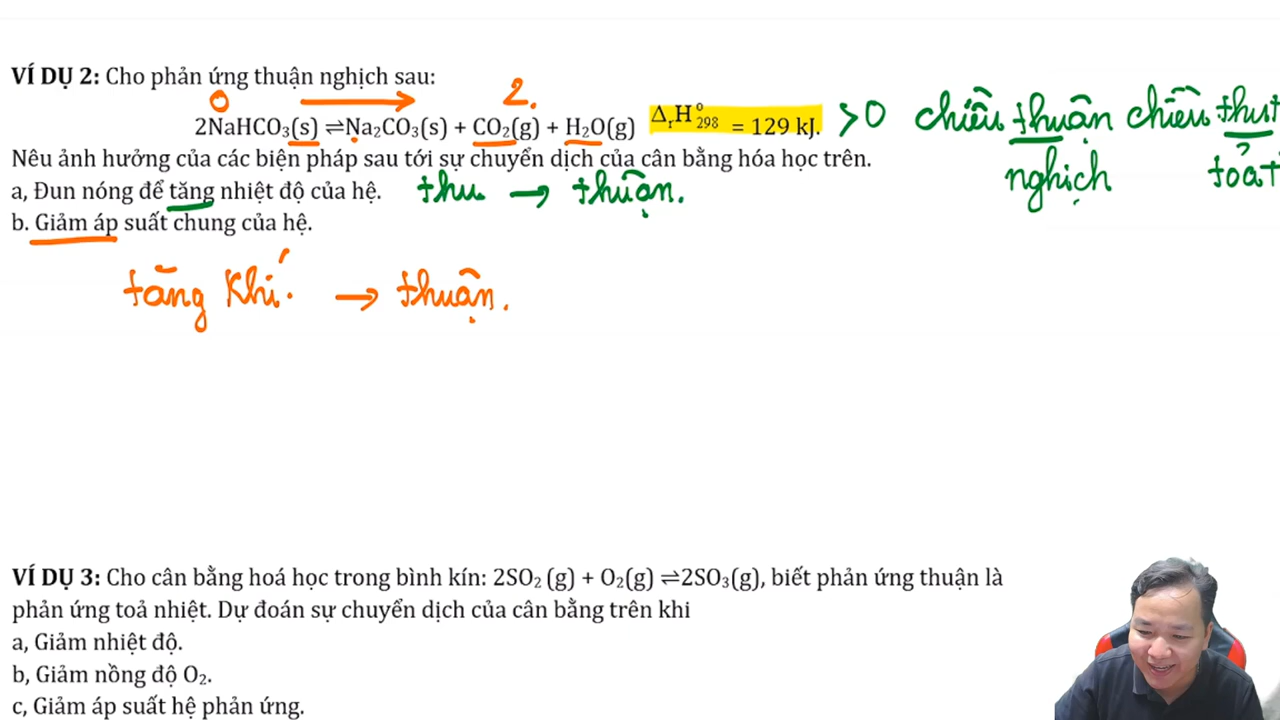 VÍ DỤ 2: Cho phản ứng thuận nghịch sau:
0 2.
2NaHCO₃(s) ⇌Na₂CO₃(s) + CO₂(g) + H₂O(g) ΔᵣH°₂₉₈ = 129 kJ. >0 chiều thuận chiều thu t
Nêu ảnh hưởng của các biện pháp sau tới sự chuyển dịch của cân bằng hóa học trên. nghịch tỏa t
a, Đun nóng để tăng nhiệt độ của hệ. thu → thuận.
b. Giảm áp suất chung của hệ.
tăng khí. → thuận.
VÍ DỤ 3: Cho cân bằng hoá học trong bình kín: 2SO₂ (g) + O₂(g) ⇌2SO₃(g), biết phản ứng thuận là
phản ứng toả nhiệt. Dự đoán sự chuyển dịch của cân bằng trên khi
a, Giảm nhiệt độ.
b, Giảm nồng độ O₂.
c, Giảm áp suất hệ phản ứng.